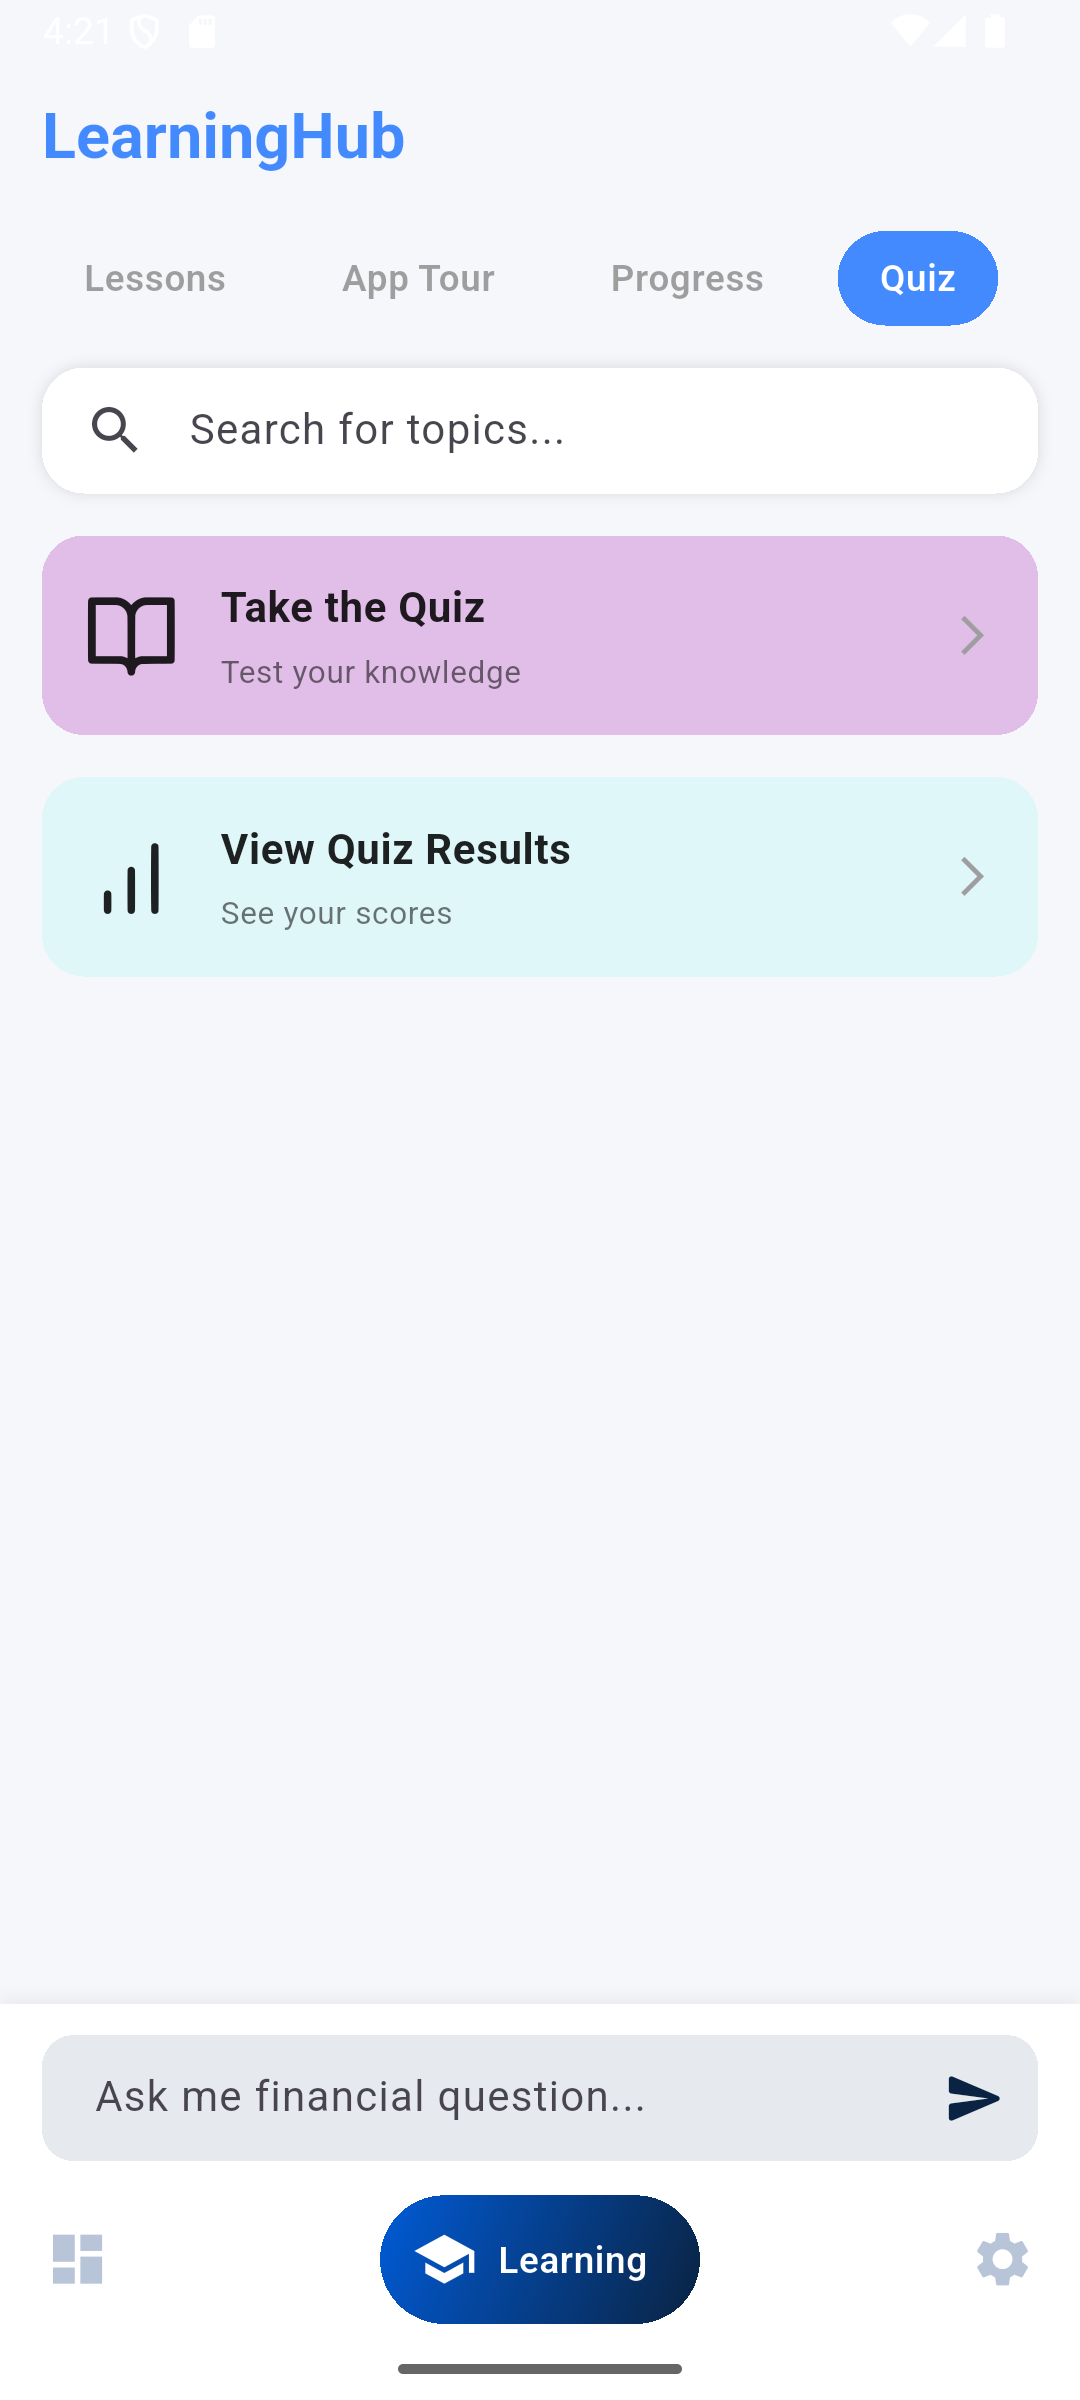 4:21
LearningHub
Lessons App Tour Progress Quiz
Search for topics...
Take the Quiz
Test your knowledge
View Quiz Results
See your scores
Ask me financial question...
Learning